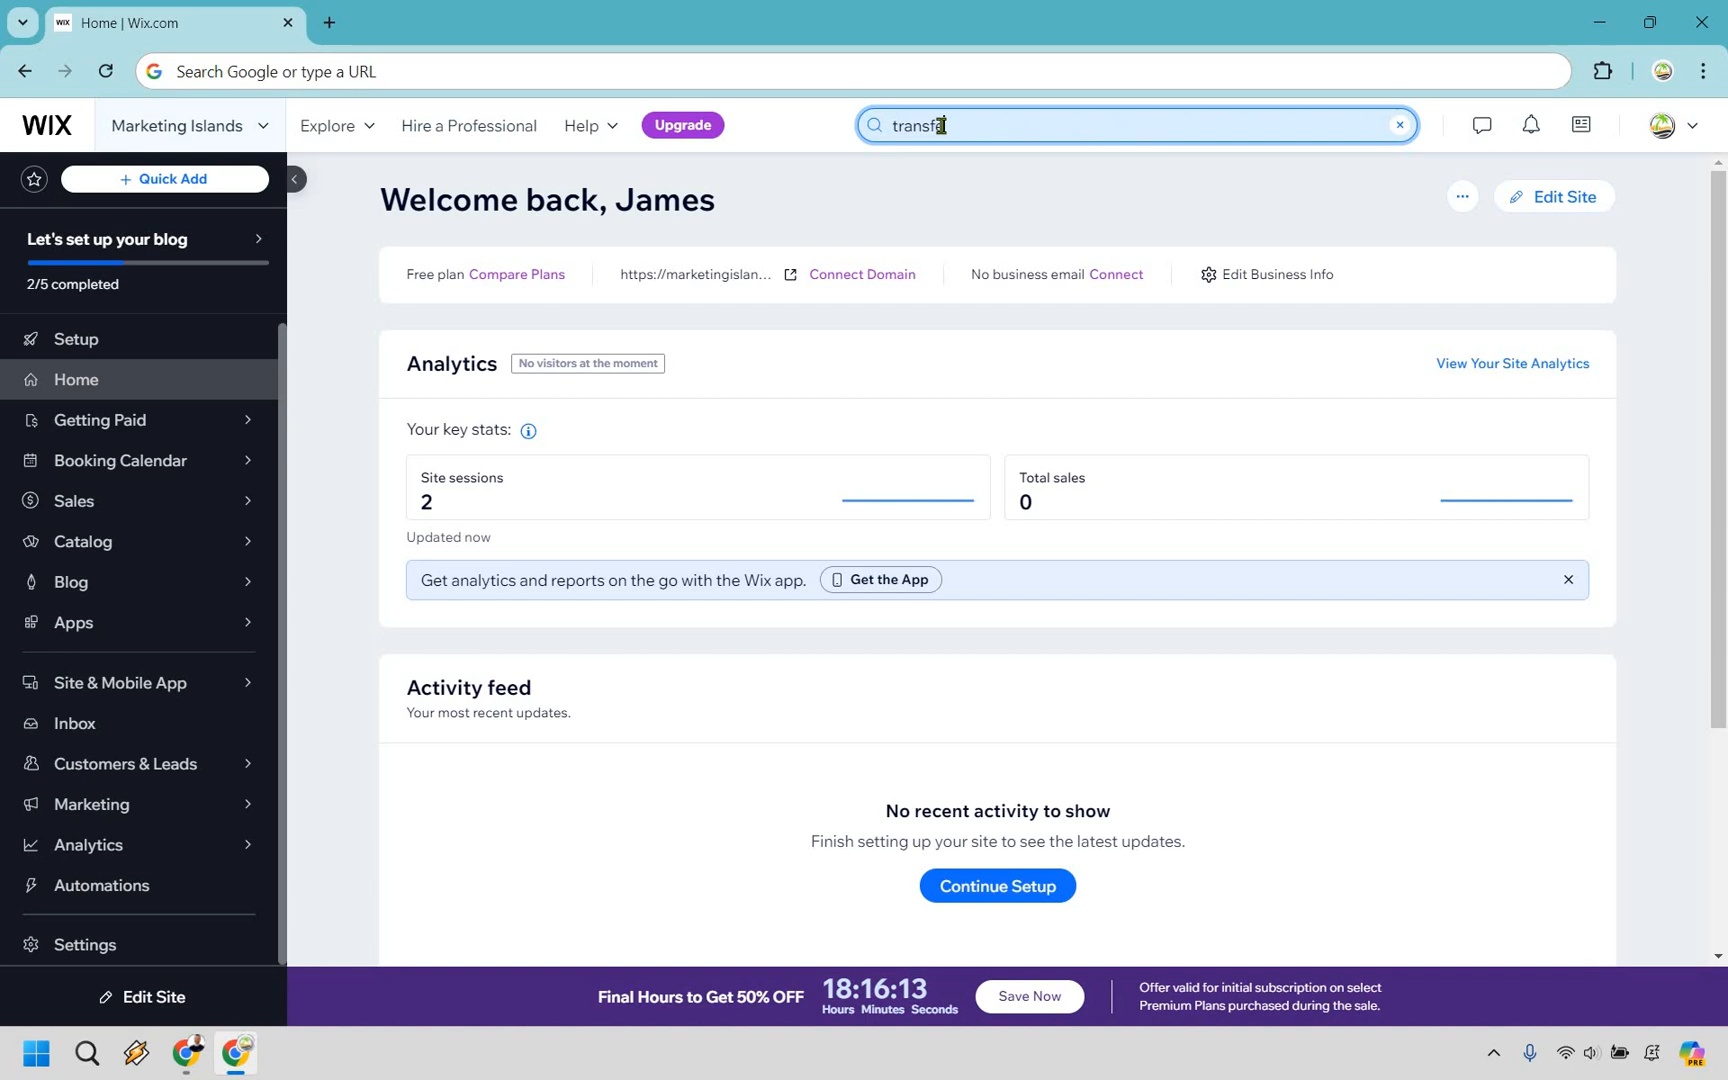 WIX Home | Wix.com
Search Google or type a URL
WIX
Marketing Islands
Explore
Hire a Professional
Help
Upgrade
Quick Add
Let's set up your blog
2/5 completed
Setup
Home
Getting Paid
Booking Calendar
Sales
Catalog
Blog
Apps
Site & Mobile App
Inbox
Customers & Leads
Marketing
Analytics
Automations
Settings
Edit Site
Welcome back, James
Edit Site
Free plan Compare Plans
https://marketingislan... Connect Domain
No business email Connect
Edit Business Info
Analytics
No visitors at the moment
View Your Site Analytics
Your key stats:
Site sessions
2
Total sales
0
Updated now
Get analytics and reports on the go with the Wix app.
Get the App
Activity feed
Your most recent updates.
No recent activity to show
Finish setting up your site to see the latest updates.
Continue Setup
Final Hours to Get 50% OFF
18:16:13
Hours Minutes Seconds
Save Now
Offer valid for initial subscription on select
Premium Plans purchased during the sale.
PRE